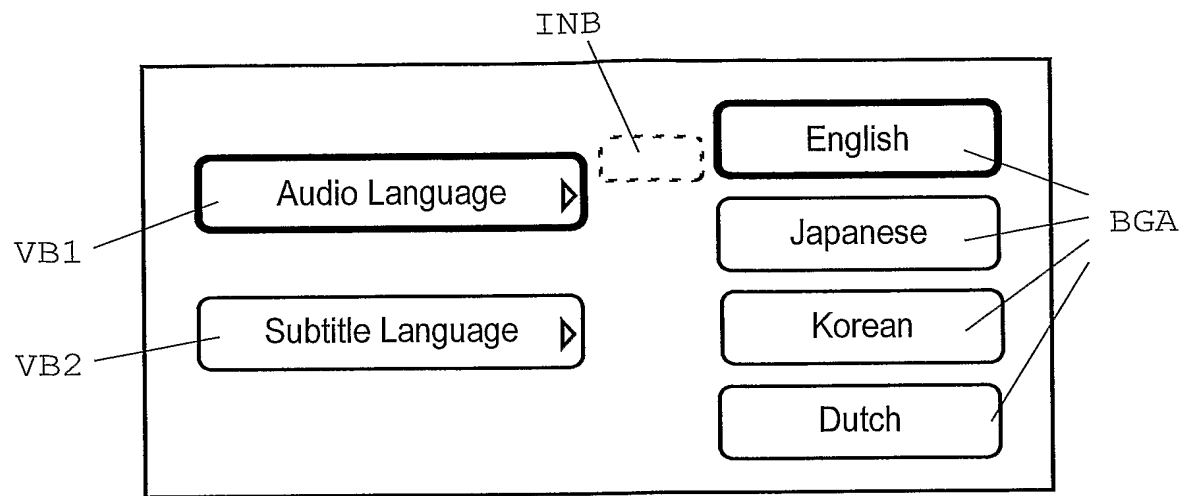 INB
English
Audio Language
Japanese
BGA
VB1
Korean
Subtitle Language
VB2
Dutch